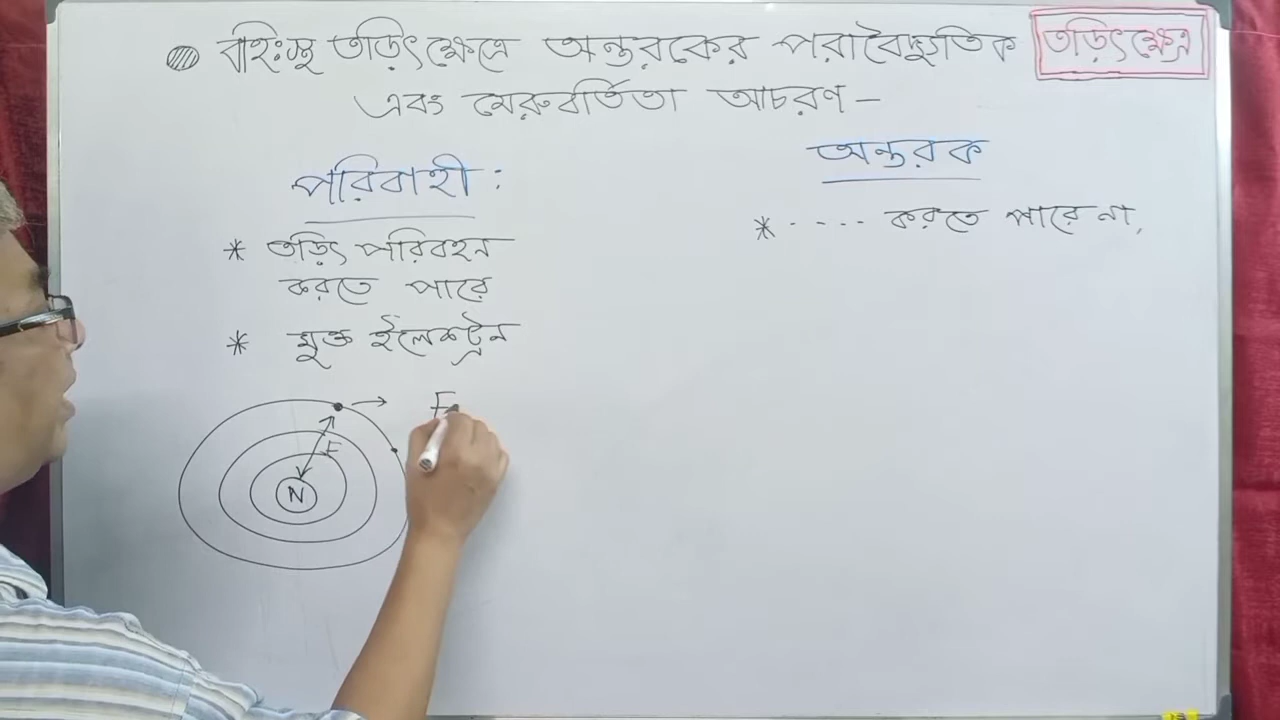 বহিঃস্থ তড়িৎক্ষেত্রে অন্তরকের পরাবৈদ্যুতিক
তড়িৎক্ষেত্র
এবং মেরুবর্তিতা আচরণ –
পরিবাহী :
* তড়িৎ পরিবহন
করতে পারে
* মুক্ত ইলেকট্রন
F
N
F
অন্তরক
* - - - - করতে পারে না,